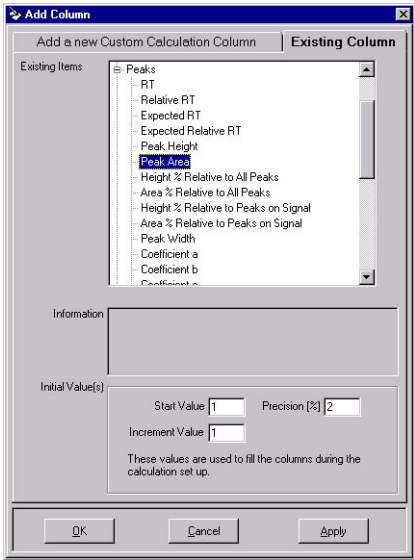 Add Column
Add a new Custom Calculation Column
Existing Column
Existing Items
Peaks
RT
Relative RT
Expected RT
Expected Relative RT
Peak Height
Peak Area
Height % Relative to All Peaks
Area % Relative to All Peaks
Height % Relative to Peaks on Signal
Area % Relative to Peaks on Signal
Peak Width
Coefficient a
Coefficient b
Coefficient c
Information
Initial Value(s)
Start Value 1 Precision [%] 2
Increment Value 1
These values are used to fill the columns during the
calculation set up.
OK Cancel Apply